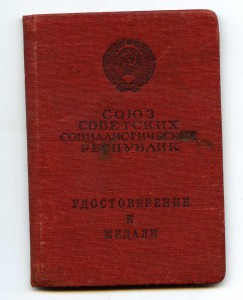 СОЮЗ
СОВЕТСКИХ
СОЦИАЛИСТИЧЕСКИХ
РЕСПУБЛИК
УДОСТОВЕРЕНИЕ
К
МЕДАЛИ